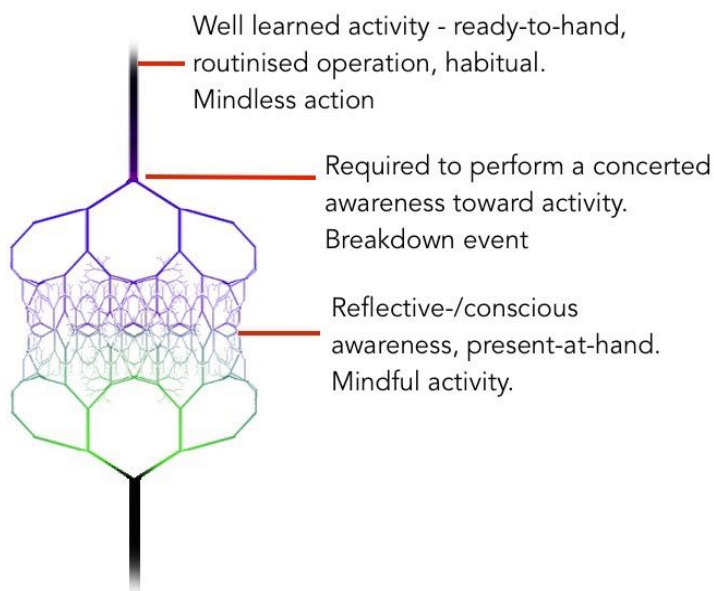 Well learned activity - ready-to-hand,
routinised operation, habitual.
Mindless action
Required to perform a concerted
awareness toward activity.
Breakdown event
Reflective-/conscious
awareness, present-at-hand.
Mindful activity.